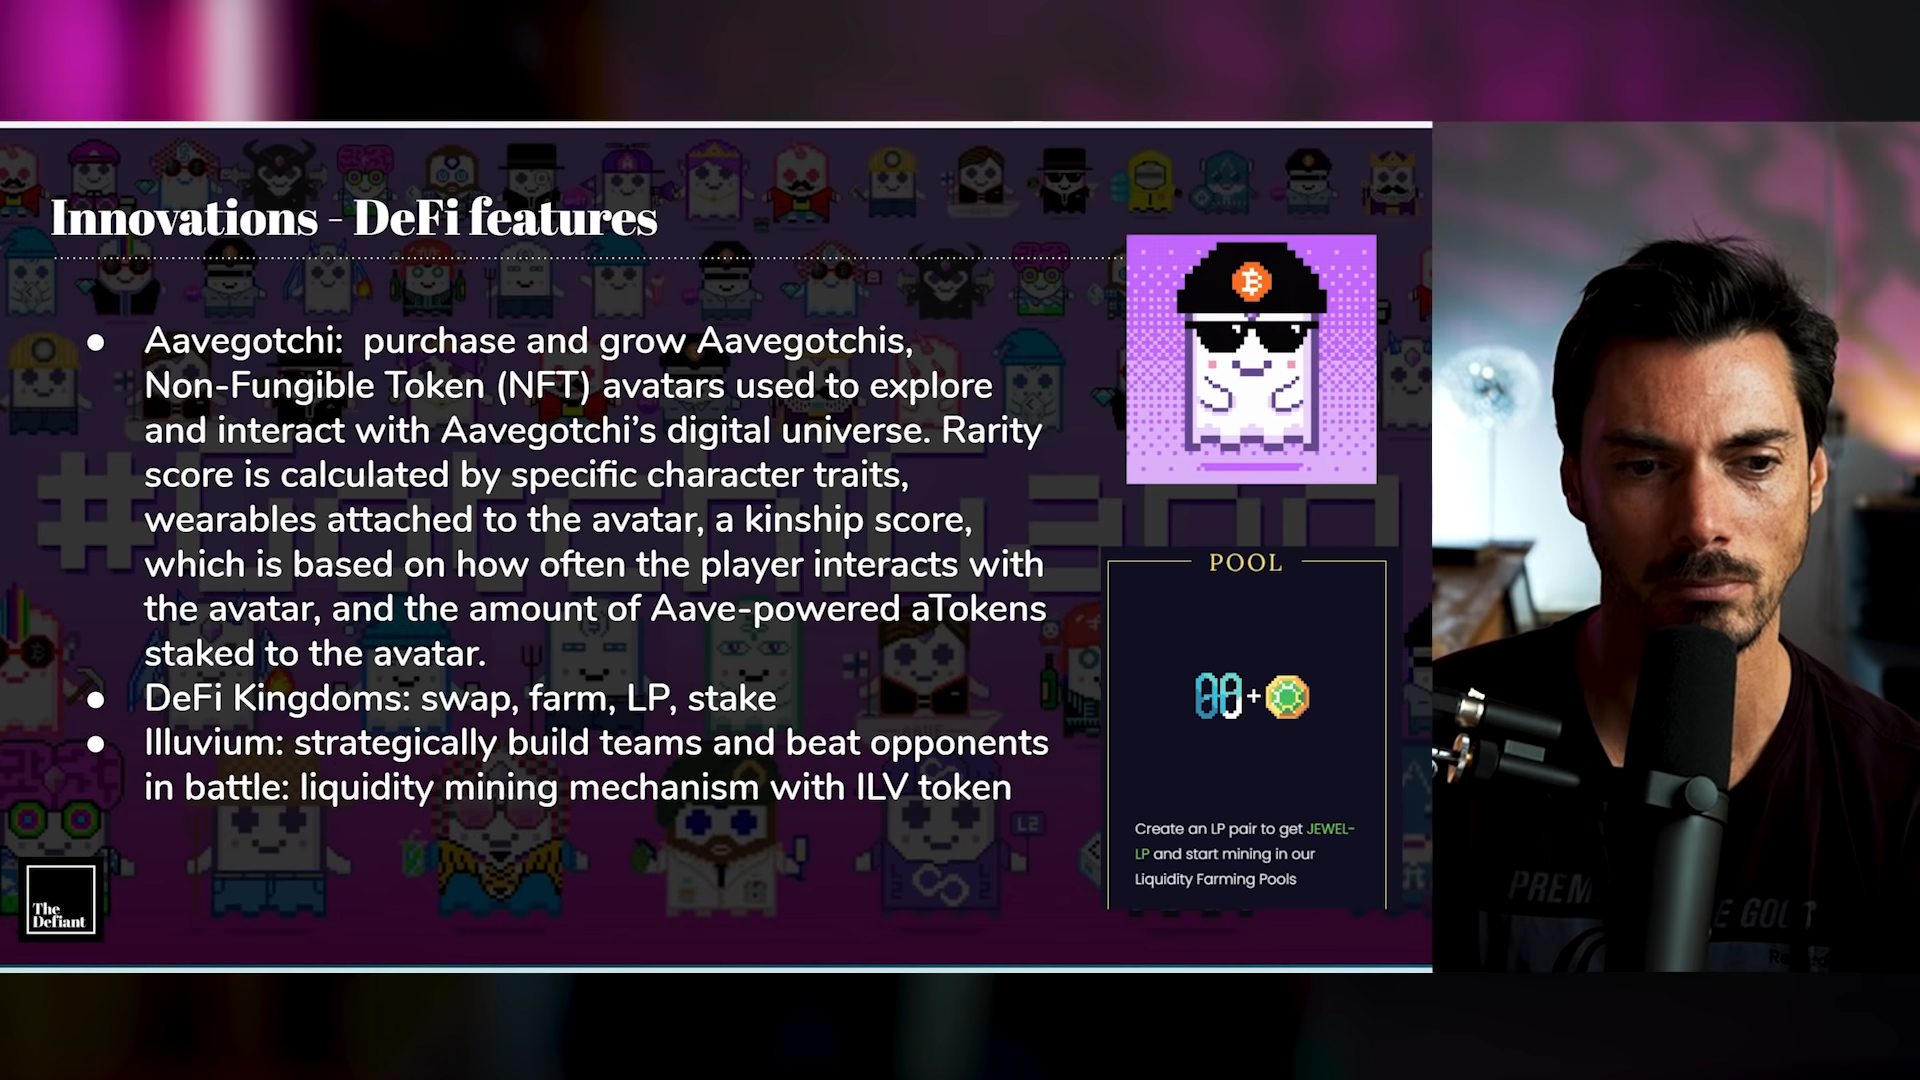 Innovations - DeFi features
● Aavegotchi: purchase and grow Aavegotchis,
Non-Fungible Token (NFT) avatars used to explore
and interact with Aavegotchi's digital universe. Rarity
score is calculated by specific character traits,
wearables attached to the avatar, a kinship score,
which is based on how often the player interacts with
the avatar, and the amount of Aave-powered aTokens
staked to the avatar.
● DeFi Kingdoms: swap, farm, LP, stake
● Illuvium: strategically build teams and beat opponents
in battle: liquidity mining mechanism with ILV token
POOL
+
Create an LP pair to get JEWEL-
LP and start mining in our
Liquidity Farming Pools
The
Defiant
L2